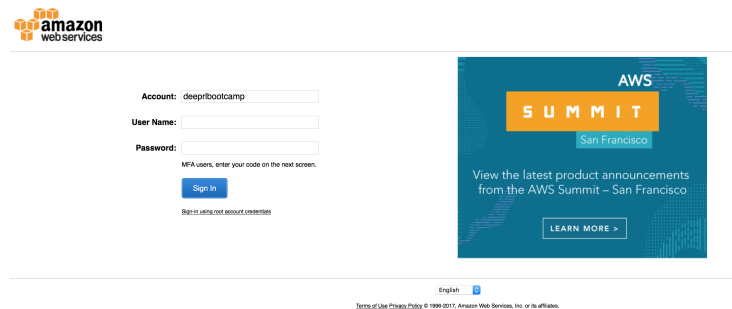 amazon
webservices
Account: deeprlbootcamp
User Name:
Password:
MFA users, enter your code on the next screen.
Sign In
Sign-in using root account credentials
AWS
SUMMIT
San Francisco
View the latest product announcements
from the AWS Summit – San Francisco
LEARN MORE >
English
Terms of Use Privacy Policy © 1996-2017, Amazon Web Services, Inc. or its affiliates.